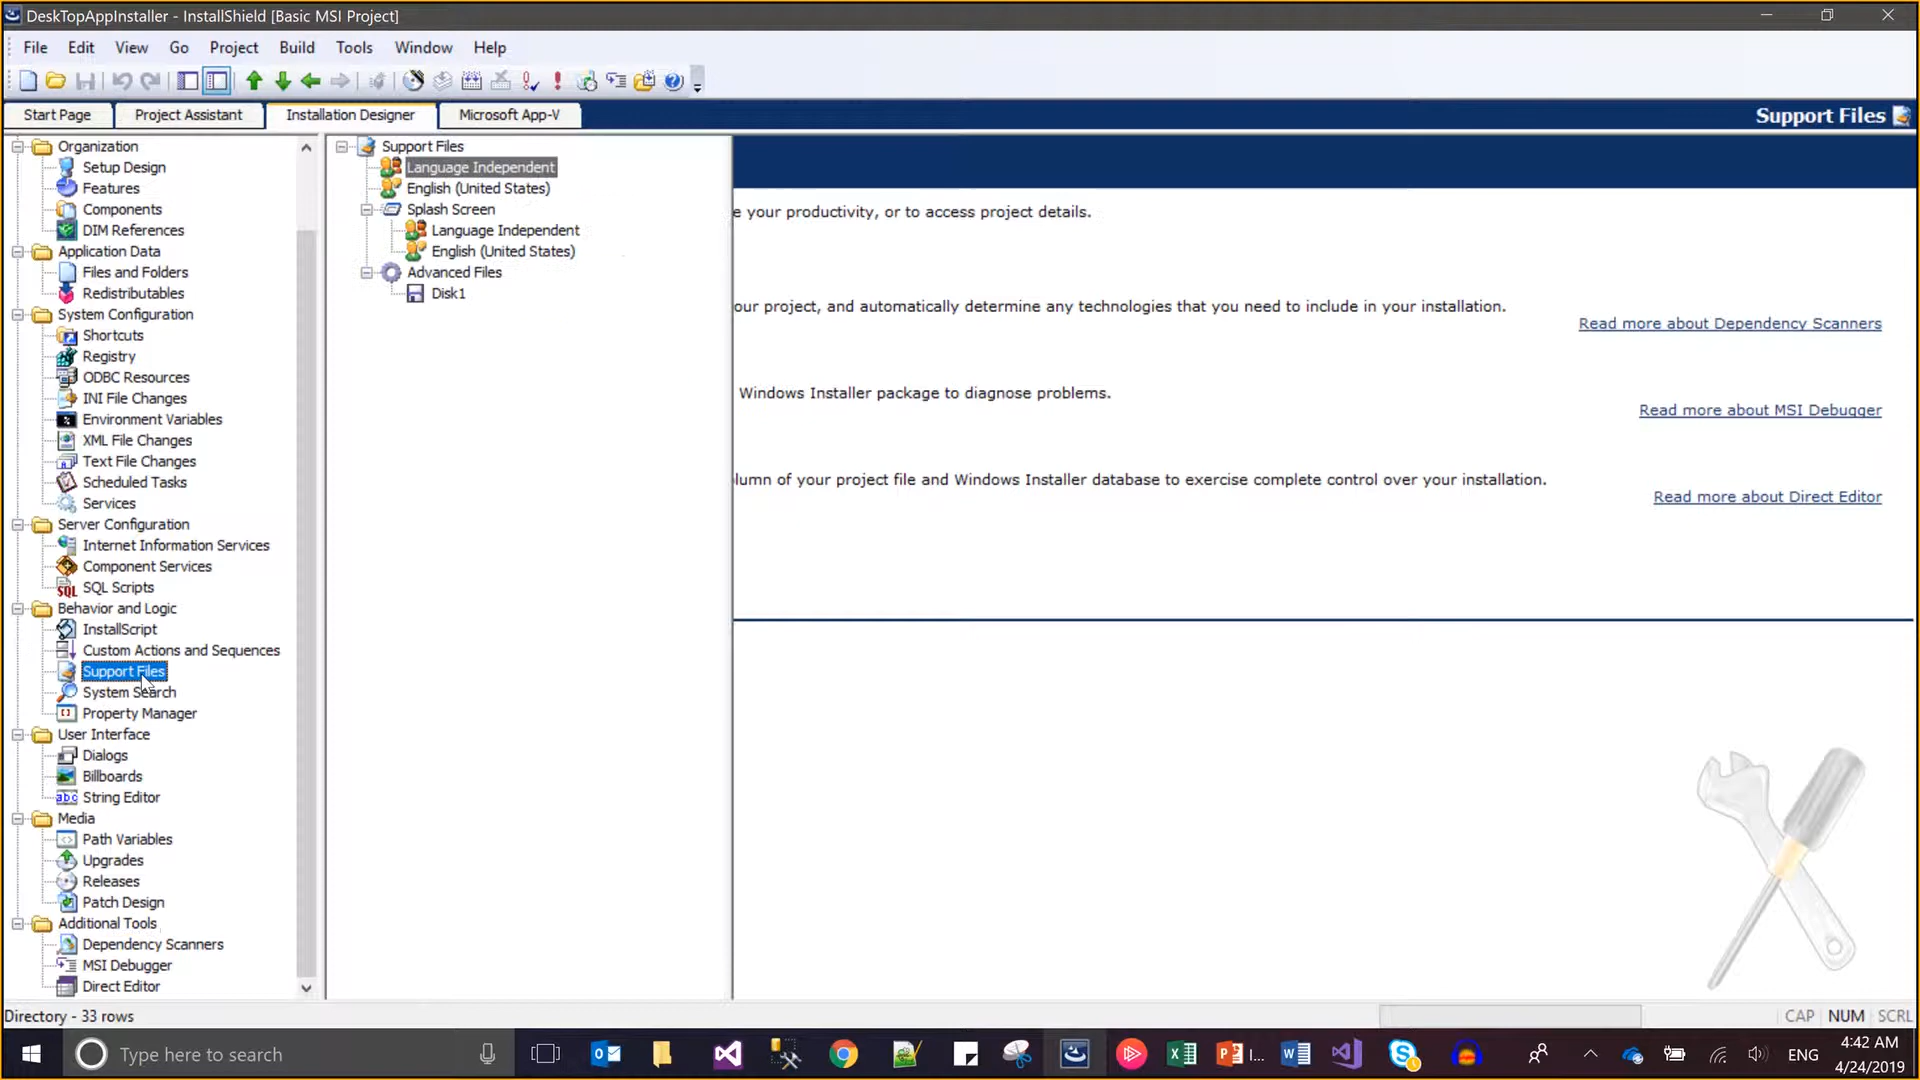 DeskTopAppInstaller - InstallShield [Basic MSI Project]
File Edit View Go Project Build Tools Window Help
Start Page Project Assistant Installation Designer Microsoft App-V Support Files
Organization
Setup Design
Features
Components
DIM References
Application Data
Files and Folders
Redistributables
System Configuration
Shortcuts
Registry
ODBC Resources
INI File Changes
Environment Variables
XML File Changes
Text File Changes
Scheduled Tasks
Services
Server Configuration
Internet Information Services
Component Services
SQL SQL Scripts
Behavior and Logic
InstallScript
Custom Actions and Sequences
Support Files
System Search
Property Manager
User Interface
Dialogs
Billboards
abc String Editor
Media
Path Variables
Upgrades
Releases
Patch Design
Additional Tools
Dependency Scanners
MSI Debugger
Direct Editor
Support Files
Language Independent
English (United States)
Splash Screen
Language Independent
English (United States)
Advanced Files
Disk1
e your productivity, or to access project details.
our project, and automatically determine any technologies that you need to include in your installation.
Read more about Dependency Scanners
Windows Installer package to diagnose problems.
Read more about MSI Debugger
lumn of your project file and Windows Installer database to exercise complete control over your installation.
Read more about Direct Editor
Directory - 33 rows
CAP NUM SCRL
Type here to search
I...
ENG
4:42 AM
4/24/2019